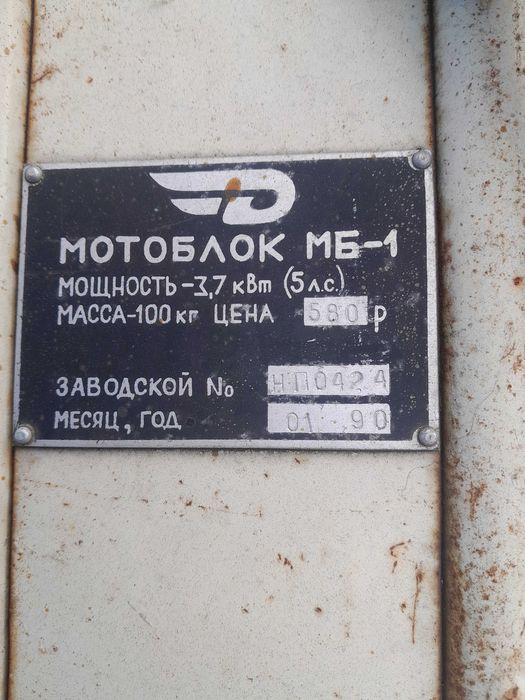 МОТОБЛОК МБ-1
МОЩНОСТЬ-3,7 кВт (5 л.с.)
МАССА-100 кг ЦЕНА 580 р
ЗАВОДСКОЙ No НП0424
МЕСЯЦ, ГОД 01 90